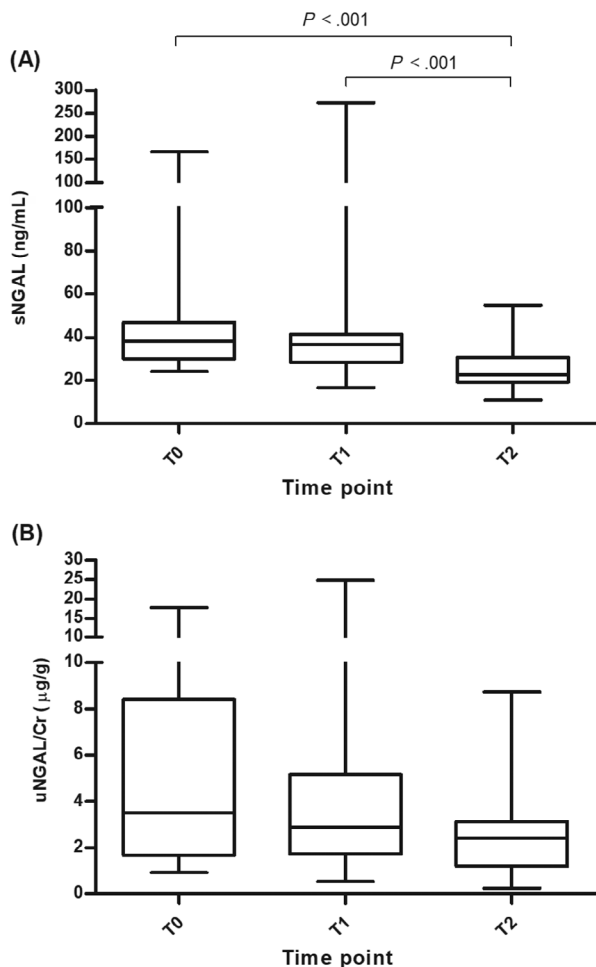 P < .001
(A)
P < .001
300
250
200
150
100
100
80
60
40
20
0
sNGAL (ng/mL)
T0
T1
T2
Time point
(B)
30
25
20
15
10
10
8
6
4
2
0
uNGAL/Cr ( μg/g)
T0
T1
T2
Time point